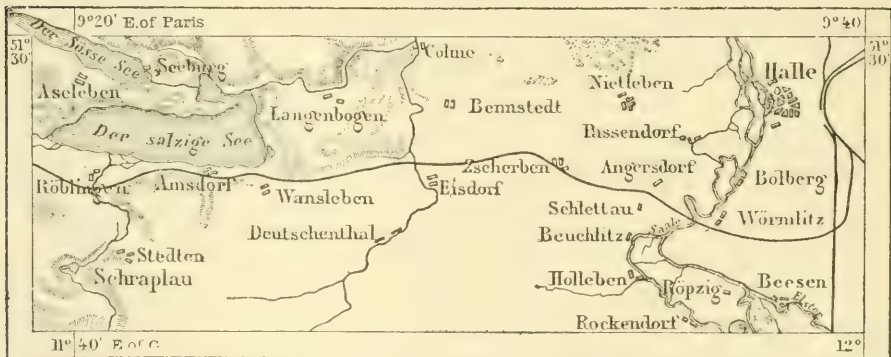 9°20' E. of Paris
9°40
51°
30'
51°
30'
Der Süsse See
Seeburg
Colme
Aseleben
Langenbogen
Bennstedt
Nietleben
Halle
Der salzige See
Passendorf
Zscherben
Angersdorf
Röblingen
Amsdorf
Wansleben
Eisdorf
Bölberg
Schlettau
Wörmlitz
Deutschenthal
Beuchlitz
Saale
Stedten
Schraplau
Holleben
Röpzig
Beesen
Elster
Rockendorf
11°40' E. of G.
12°